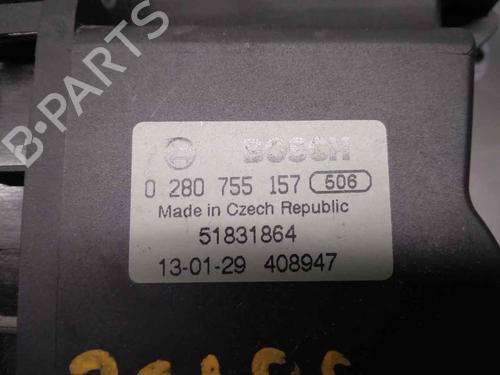 BOSCH
0 280 755 157 506
Made in Czech Republic
51831864
13-01-29 408947
B-PARTS